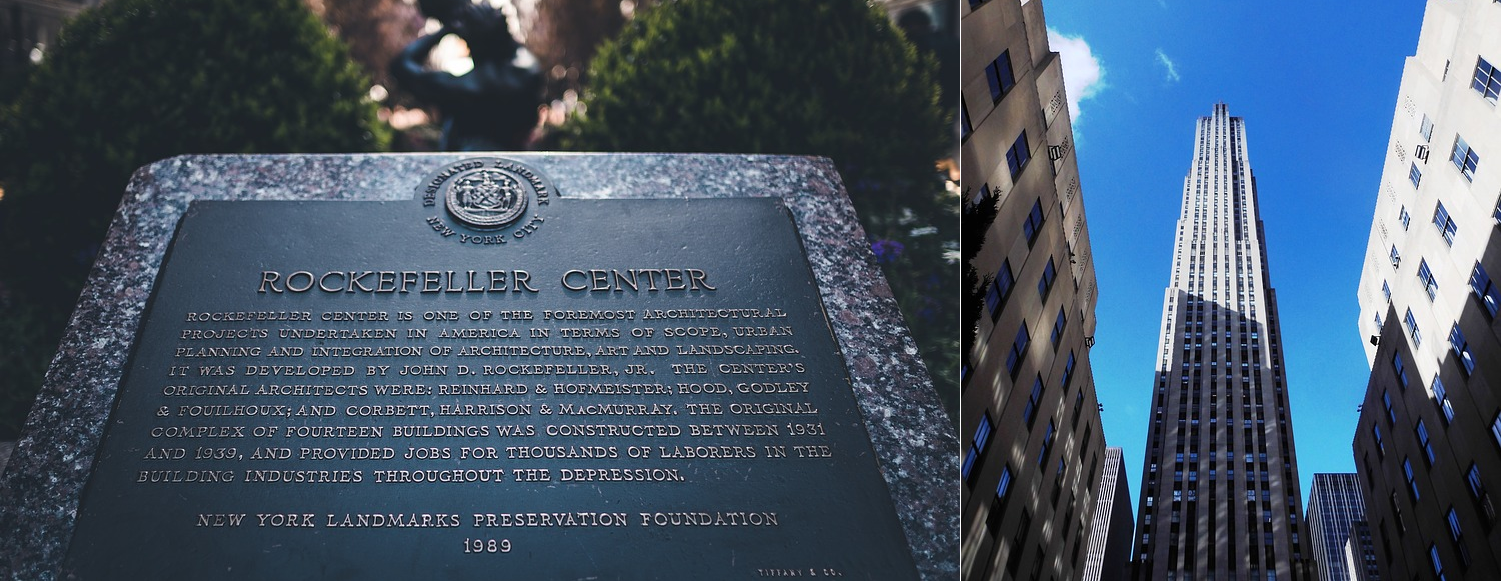 DESIGNATED LANDMARK
NEW YORK CITY
ROCKEFELLER CENTER
ROCKEFELLER CENTER IS ONE OF THE FOREMOST ARCHITECTURAL
PROJECTS UNDERTAKEN IN AMERICA IN TERMS OF SCOPE, URBAN
PLANNING AND INTEGRATION OF ARCHITECTURE, ART AND LANDSCAPING.
IT WAS DEVELOPED BY JOHN D. ROCKEFELLER, JR. THE CENTER'S
ORIGINAL ARCHITECTS WERE: REINHARD & HOFMEISTER; HOOD, GODLEY
& FOUILHOUX; AND CORBETT, HARRISON & MACMURRAY. THE ORIGINAL
COMPLEX OF FOURTEEN BUILDINGS WAS CONSTRUCTED BETWEEN 1931
AND 1939, AND PROVIDED JOBS FOR THOUSANDS OF LABORERS IN THE
BUILDING INDUSTRIES THROUGHOUT THE DEPRESSION.
NEW YORK LANDMARKS PRESERVATION FOUNDATION
1989
TIFFANY & CO.